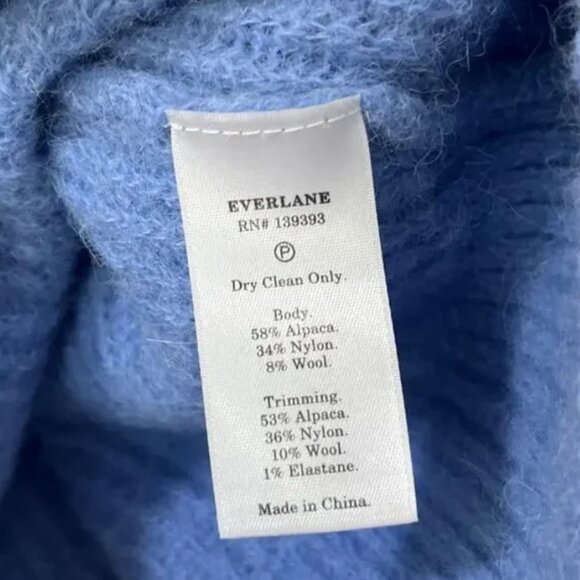 EVERLANE
RN# 139393
P
Dry Clean Only.
Body.
58% Alpaca.
34% Nylon.
8% Wool.
Trimming.
53% Alpaca.
36% Nylon.
10% Wool.
1% Elastane.
Made in China.